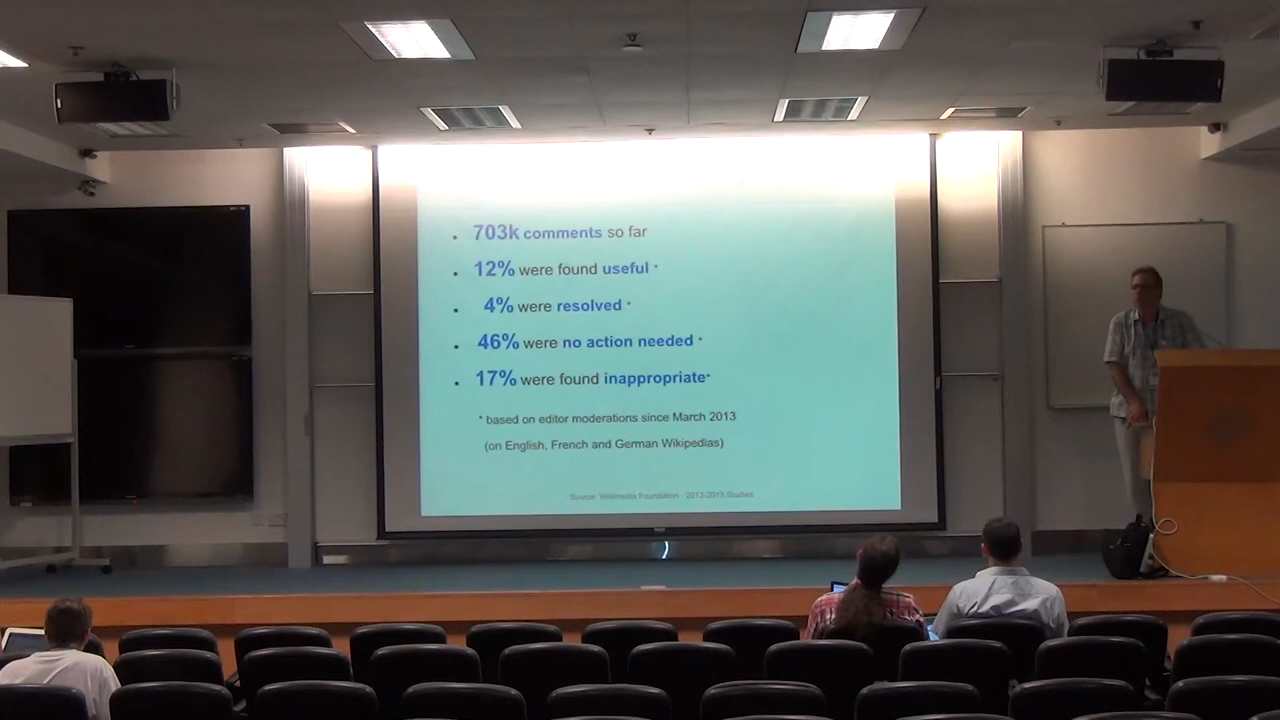 703k comments so far
12% were found useful *
4% were resolved *
46% were no action needed *
17% were found inappropriate*
* based on editor moderations since March 2013
(on English, French and German Wikipedias)
Source: Wikimedia Foundation - 2012-2013 Studies